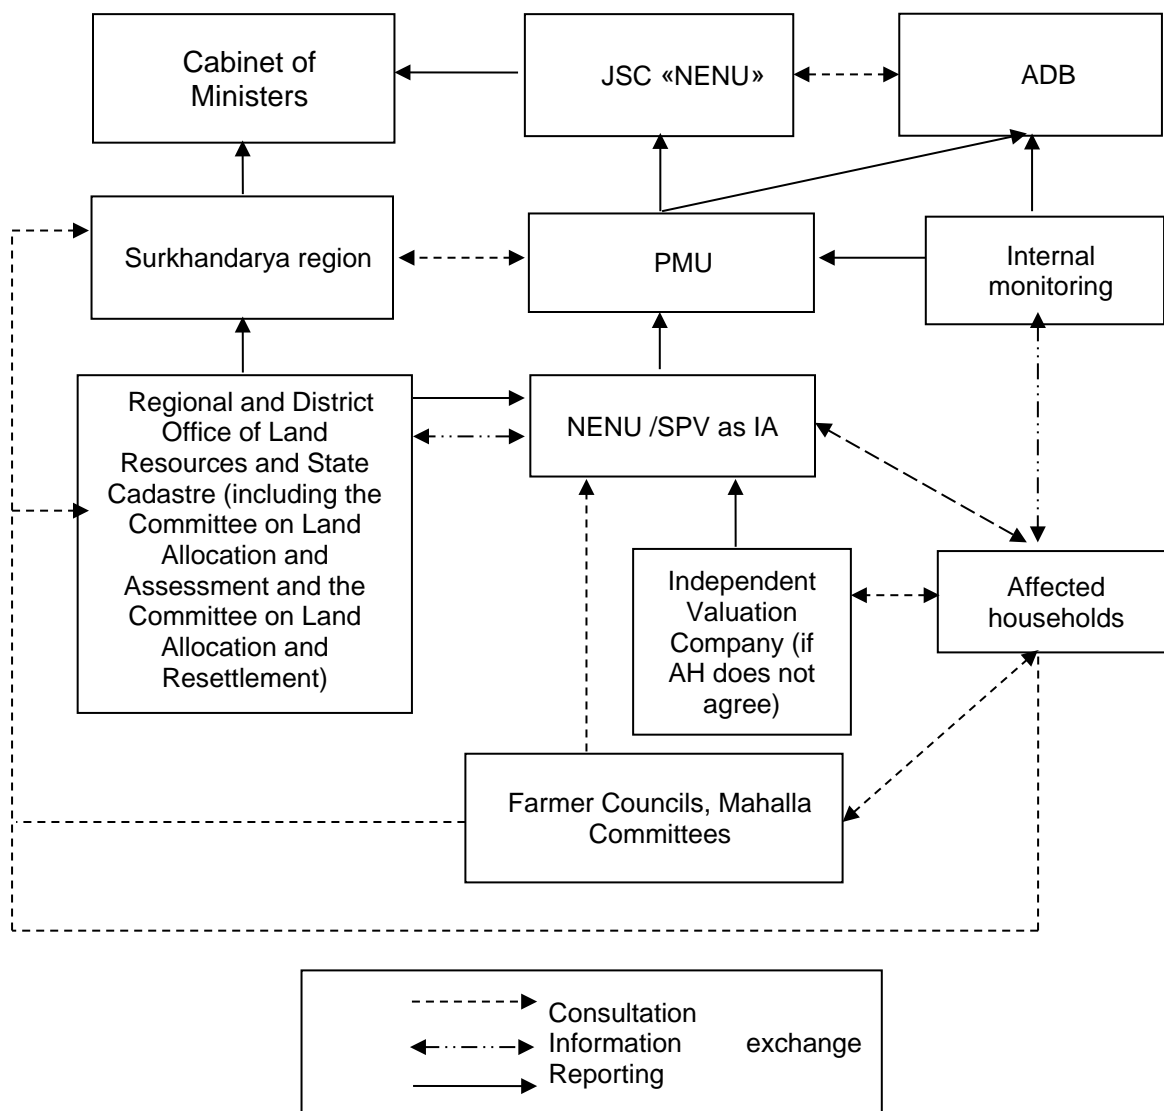 Cabinet of
Ministers
JSC «NENU»
ADB
Surkhandarya region
PMU
Internal
monitoring
Regional and District
Office of Land
Resources and State
Cadastre (including the
Committee on Land
Allocation and
Assessment and the
Committee on Land
Allocation and
Resettlement)
NENU /SPV as IA
Independent
Valuation
Company (if
AH does not
agree)
Affected
households
Farmer Councils, Mahalla
Committees
Consultation
Information exchange
Reporting